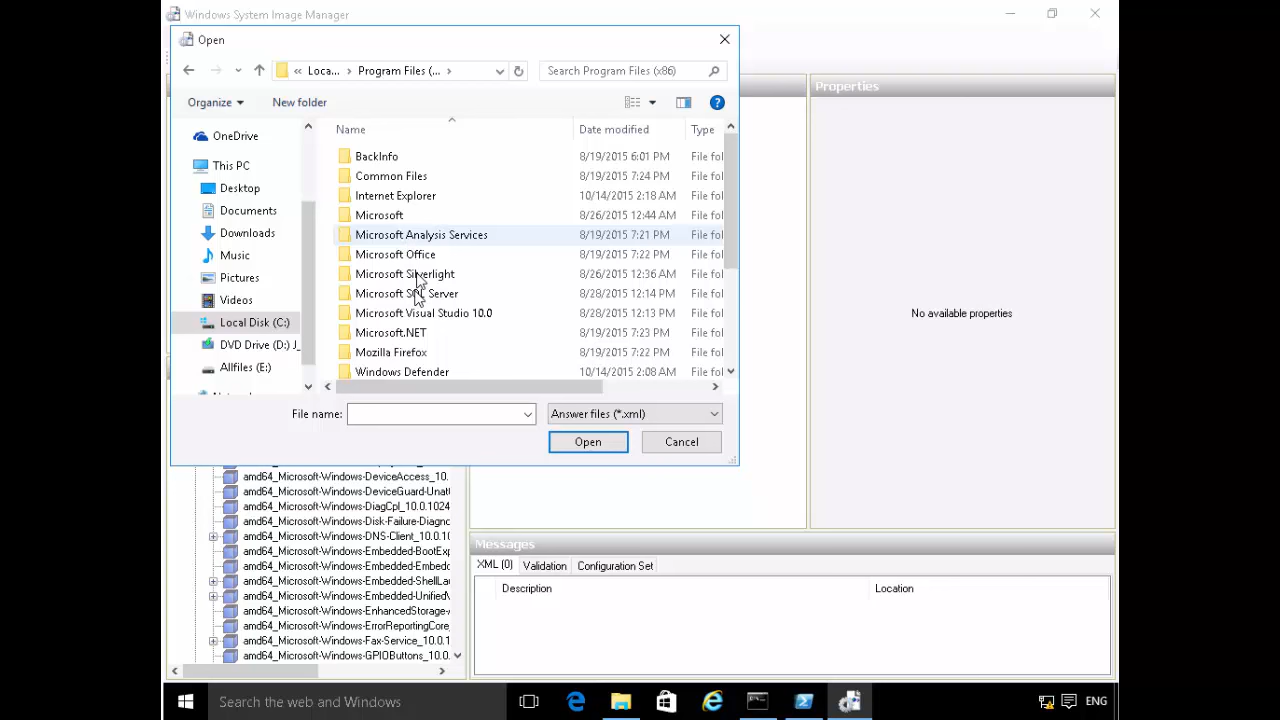 Windows System Image Manager
Open
« Loca... › Program Files (... ›
Search Program Files (x86)
Organize
New folder
Name
Date modified
Type
OneDrive
This PC
Desktop
Documents
Downloads
Music
Pictures
Videos
Local Disk (C:)
DVD Drive (D:) J_
Allfiles (E:)
BackInfo 8/19/2015 6:01 PM File fol
Common Files 8/19/2015 7:24 PM File fol
Internet Explorer 10/14/2015 2:18 AM File fol
Microsoft 8/26/2015 12:44 AM File fol
Microsoft Analysis Services 8/19/2015 7:21 PM File fol
Microsoft Office 8/19/2015 7:22 PM File fol
Microsoft Silverlight 8/26/2015 12:36 AM File fol
Microsoft SQL Server 8/28/2015 12:14 PM File fol
Microsoft Visual Studio 10.0 8/28/2015 12:13 PM File fol
Microsoft.NET 8/19/2015 7:23 PM File fol
Mozilla Firefox 8/19/2015 7:22 PM File fol
Windows Defender 10/14/2015 2:08 AM File fol
File name:
Answer files (*.xml)
Open
Cancel
Properties
No available properties
amd64_Microsoft-Windows-DeviceAccess_10.
amd64_Microsoft-Windows-DeviceGuard-Unatt
amd64_Microsoft-Windows-DiagCpl_10.0.1024
amd64_Microsoft-Windows-Disk-Failure-Diagno
amd64_Microsoft-Windows-DNS-Client_10.0.10
amd64_Microsoft-Windows-Embedded-BootExp
amd64_Microsoft-Windows-Embedded-Embedd
amd64_Microsoft-Windows-Embedded-ShellLau
amd64_Microsoft-Windows-Embedded-UnifiedV
amd64_Microsoft-Windows-EnhancedStorage-
amd64_Microsoft-Windows-ErrorReportingCore_
amd64_Microsoft-Windows-Fax-Service_10.0.1
amd64_Microsoft-Windows-GPIOButtons_10.0.
Messages
XML (0)
Validation
Configuration Set
Description
Location
Search the web and Windows
ENG